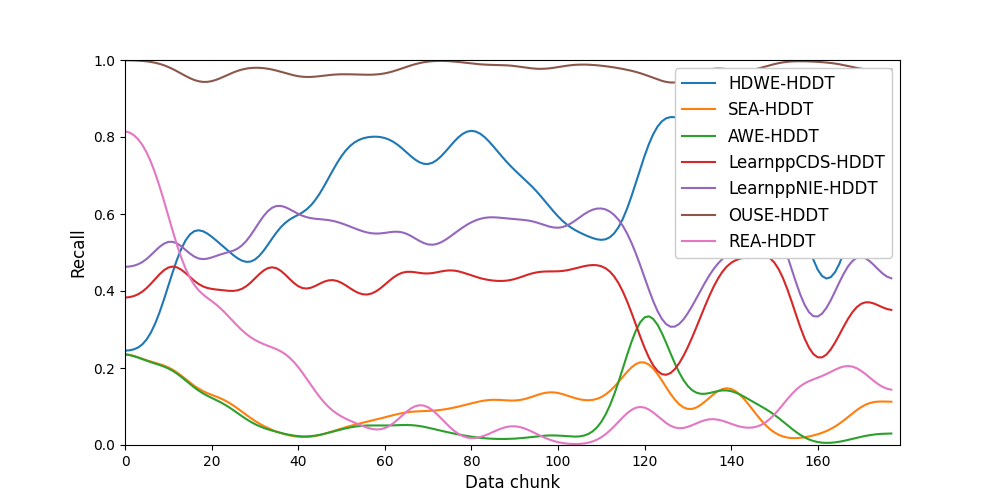 1.0
0.8
0.6
0.4
0.2
0.0
Recall
0
20
40
60
80
100
120
140
160
Data chunk
HDWE-HDDT
SEA-HDDT
AWE-HDDT
LearnppCDS-HDDT
LearnppNIE-HDDT
OUSE-HDDT
REA-HDDT